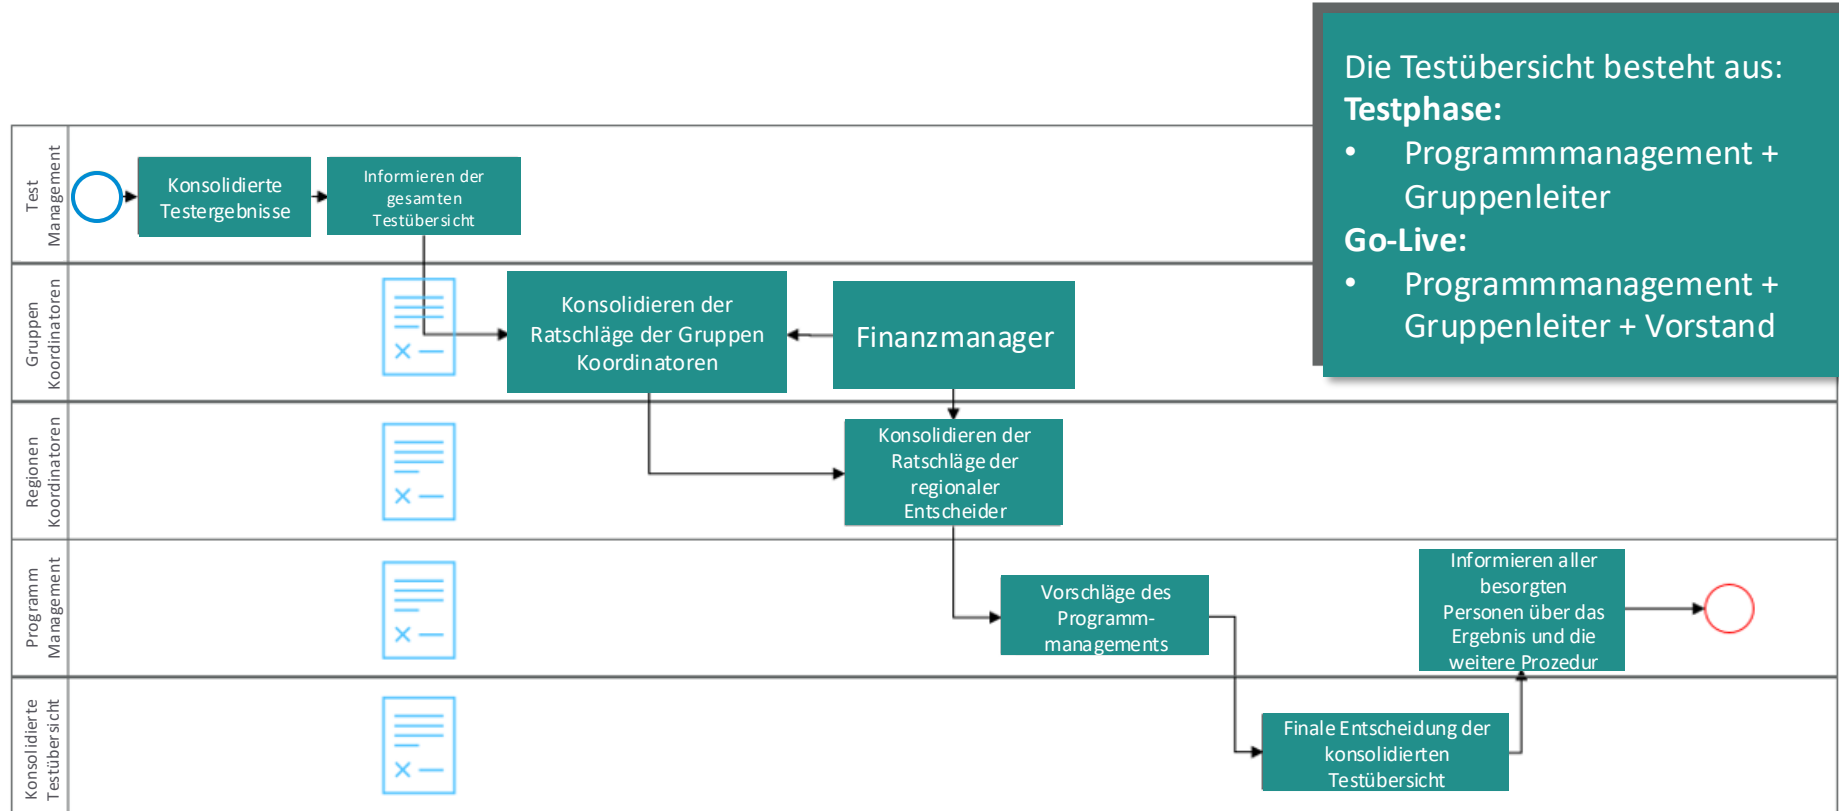 Die Testübersicht besteht aus:
Testphase:
• Programmmanagement +
Gruppenleiter
Go-Live:
• Programmmanagement +
Gruppenleiter + Vorstand
Test
Management
Konsolidierte
Testergebnisse
Informieren der
gesamten
Testübersicht
Gruppen
Koordinatoren
Konsolidieren der
Ratschläge der Gruppen
Koordinatoren
Finanzmanager
Regionen
Koordinatoren
Konsolidieren der
Ratschläge der
regionaler
Entscheider
Programm
Management
Vorschläge des
Programm-
managements
Informieren aller
besorgten
Personen über das
Ergebnis und die
weitere Prozedur
Konsolidierte
Testübersicht
Finale Entscheidung der
konsolidierten
Testübersicht